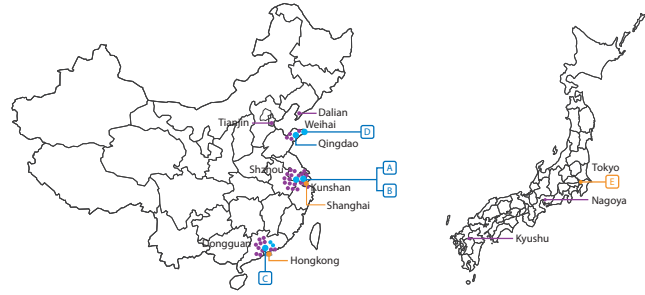 Dalian
Tianjin
Weihai
D
Qingdao
Shzhou
A
B
Kunshan
Shanghai
Dongguan
Hongkong
C
Tokyo
E
Nagoya
Kyushu